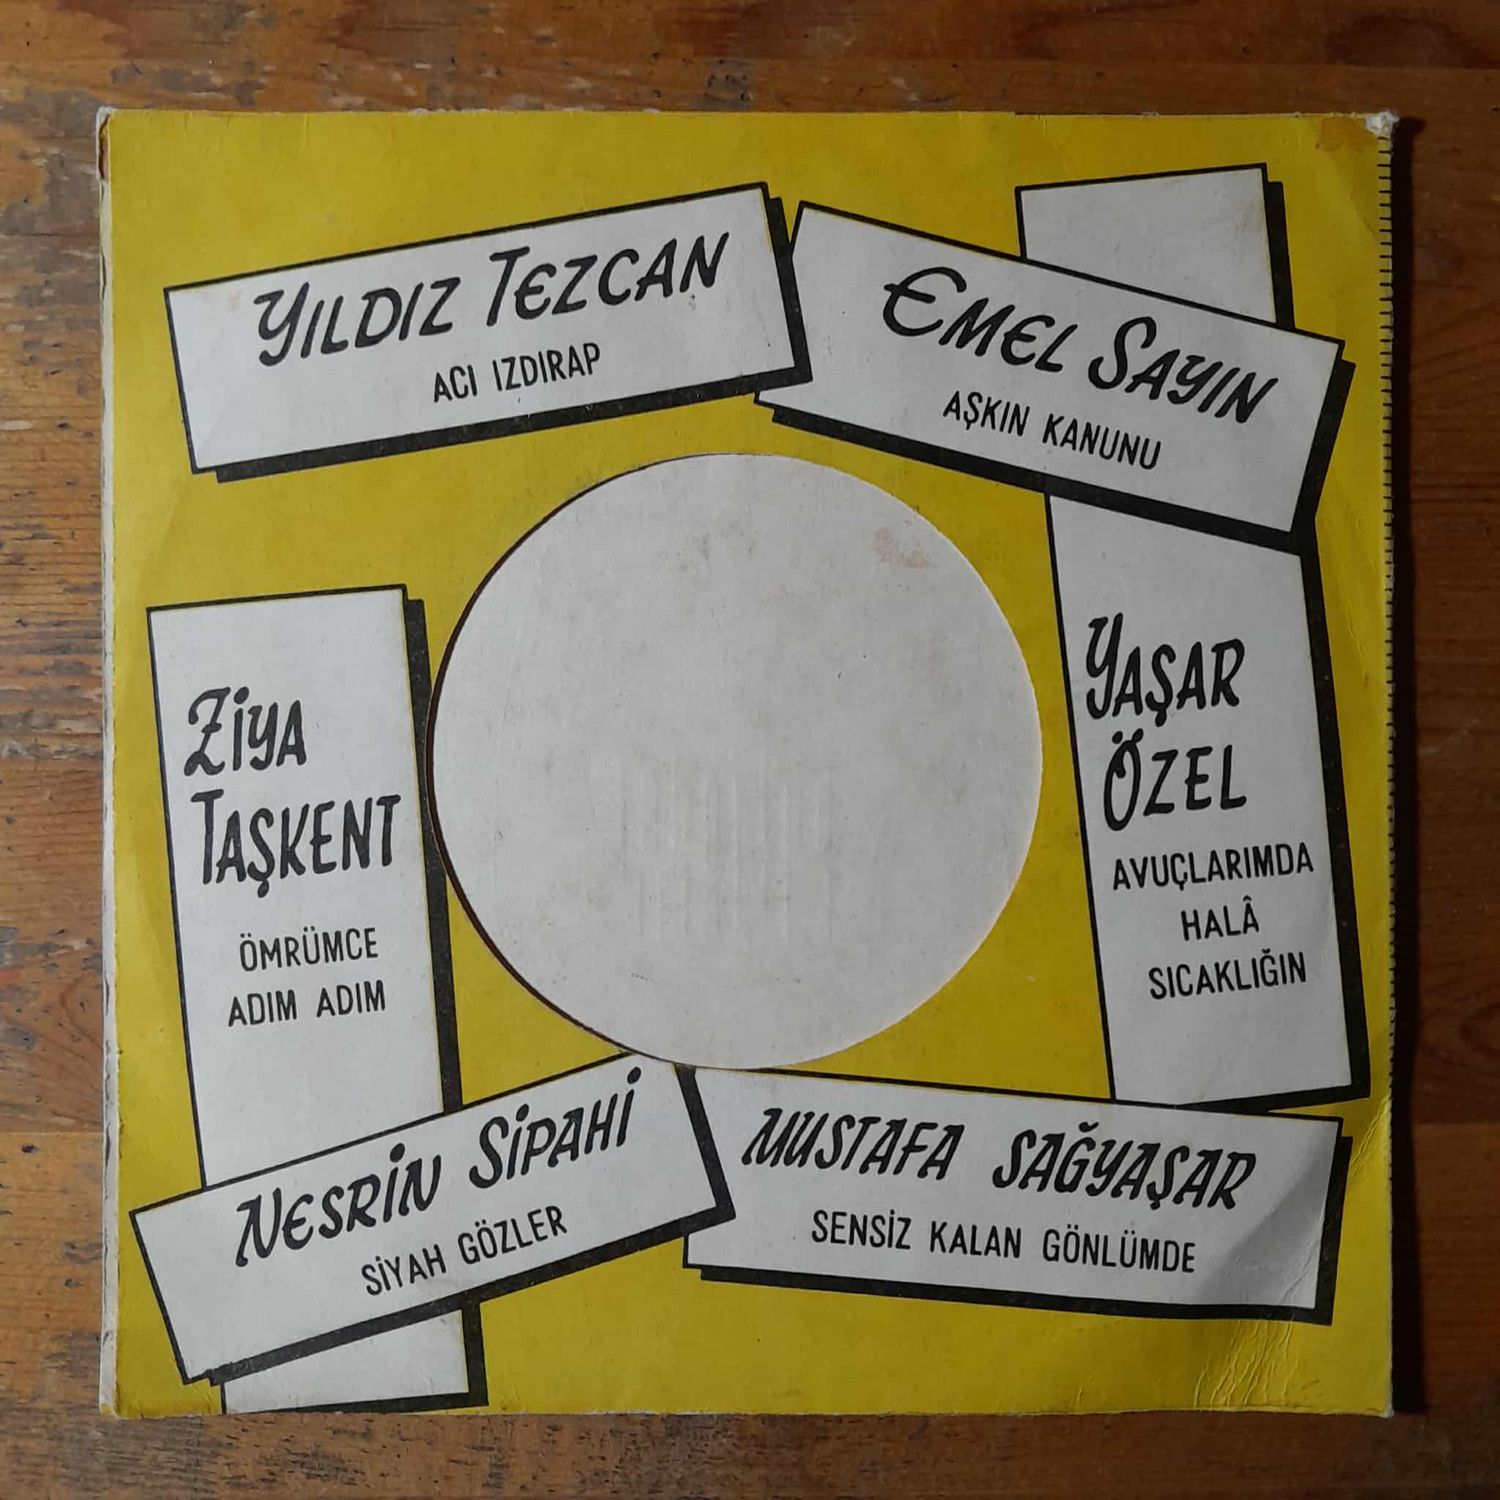 YILDIZ TEZCAN
ACI IZDIRAP
EMEL SAYIN
AŞKIN KANUNU
YAŞAR
ÖZEL
AVUÇLARIMDA
HALÂ
SICAKLIĞIN
ZİYA
TAŞKENT
ÖMRÜMCE
ADIM ADIM
NESRİN SİPAHİ
SİYAH GÖZLER
MUSTAFA SAĞYAŞAR
SENSİZ KALAN GÖNLÜMDE